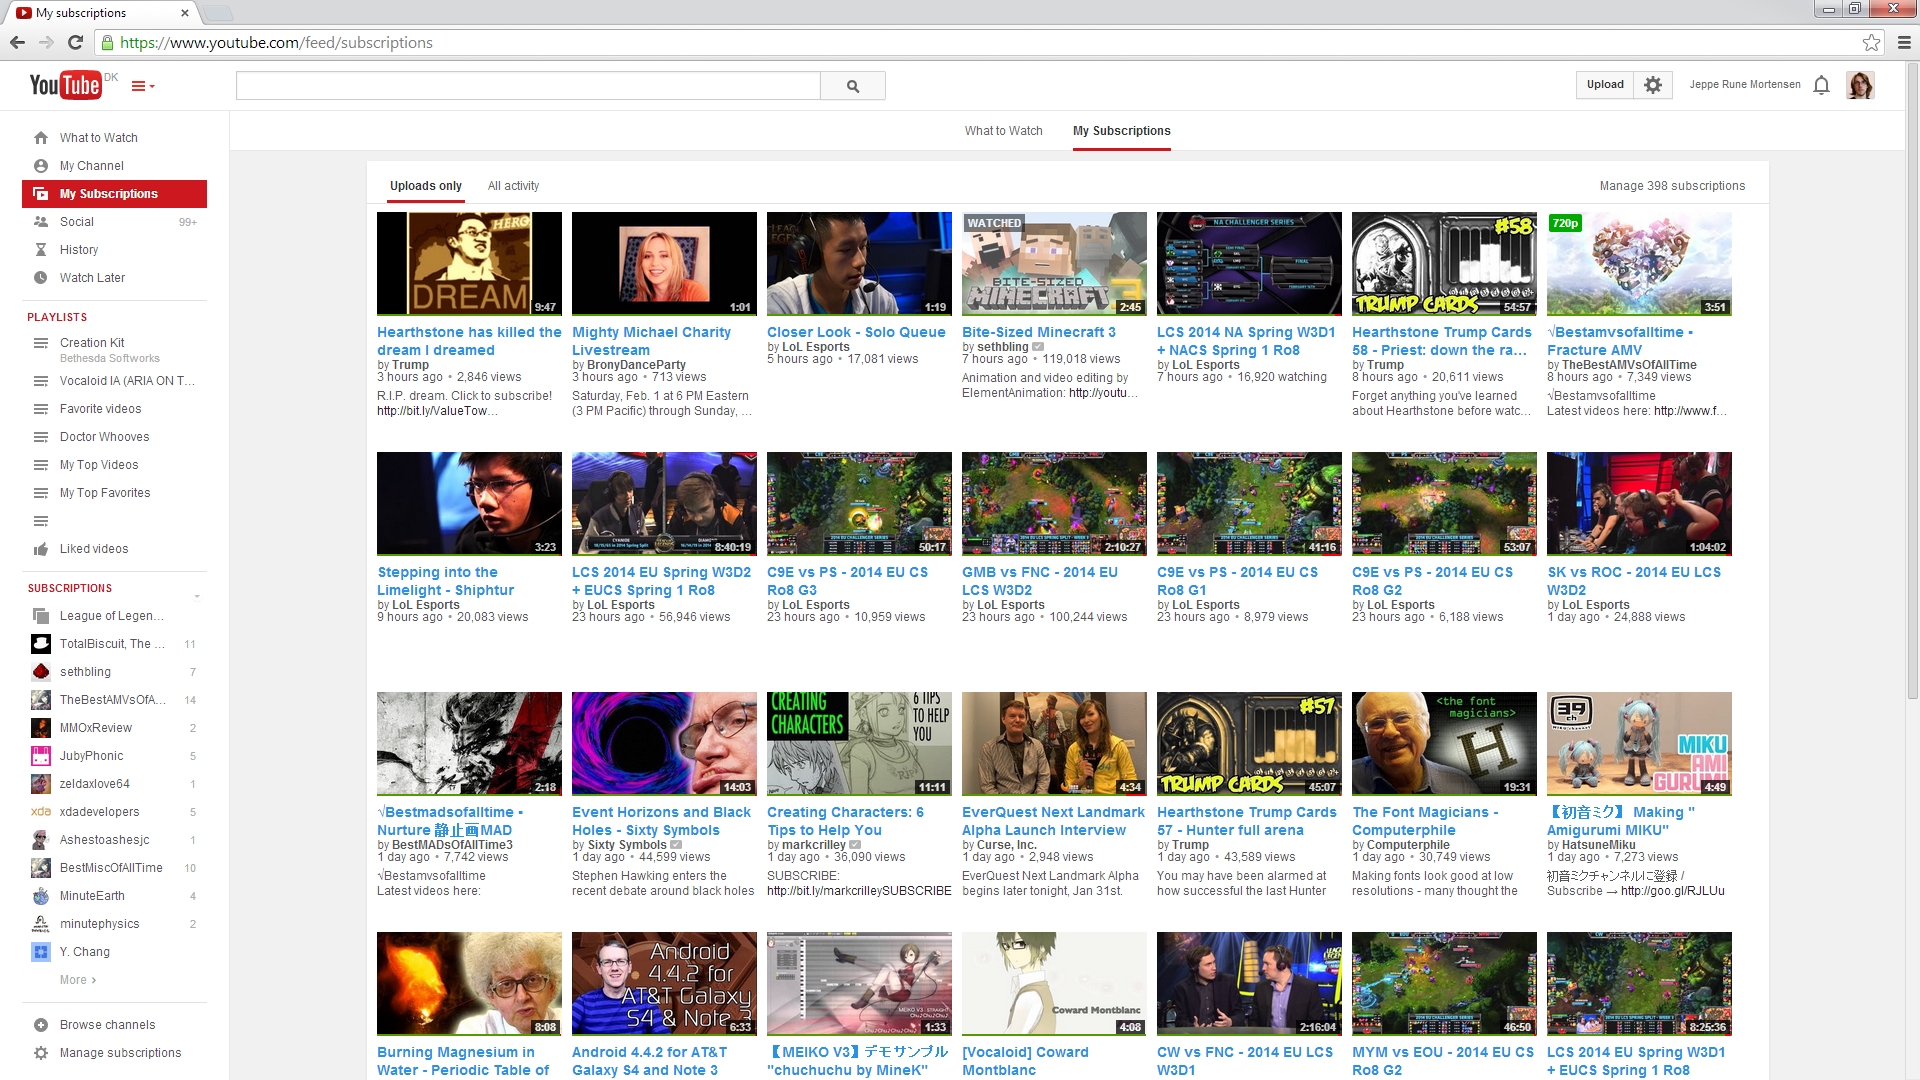 My subscriptions
https://www.youtube.com/feed/subscriptions
YouTube DK
Upload
Jeppe Rune Mortensen
What to Watch
My Channel
My Subscriptions
Social 99+
History
Watch Later
PLAYLISTS
Creation Kit
Bethesda Softworks
Vocaloid IA (ARIA ON T...
Favorite videos
Doctor Whooves
My Top Videos
My Top Favorites
Liked videos
SUBSCRIPTIONS
League of Legen...
TotalBiscuit, The ... 11
sethbling 7
TheBestAMVsOfA... 14
MMOxReview 2
JubyPhonic 5
zeldaxlove64 1
xda xdadevelopers 5
Ashestoashesjc 1
BestMiscOfAllTime 10
MinuteEarth 4
minutephysics 2
Y. Chang
More ›
Browse channels
Manage subscriptions
What to Watch
My Subscriptions
Uploads only
All activity
Manage 398 subscriptions
HERO
DREAM
9:47
Hearthstone has killed the
dream I dreamed
by Trump
3 hours ago • 2,846 views
R.I.P. dream. Click to subscribe!
http://bit.ly/ValueTow...
1:01
Mighty Michael Charity
Livestream
by BronyDanceParty
3 hours ago • 713 views
Saturday, Feb. 1 at 6 PM Eastern
(3 PM Pacific) through Sunday, ...
1:19
Closer Look - Solo Queue
by LoL Esports
5 hours ago • 17,081 views
WATCHED
BITE-SIZED
MINECRAFT 3
2:45
Bite-Sized Minecraft 3
by sethbling
7 hours ago • 119,018 views
Animation and video editing by
ElementAnimation: http://youtu...
NA CHALLENGER SERIES
LCS 2014 NA Spring W3D1
+ NACS Spring 1 Ro8
by LoL Esports
7 hours ago • 16,920 watching
#58
TRUMP CARDS
54:57
Hearthstone Trump Cards
58 - Priest: down the ra...
by Trump
8 hours ago • 20,611 views
Forget anything you've learned
about Hearthstone before watc...
720p
3:51
√Bestamvsofalltime ▪
Fracture AMV
by TheBestAMVsOfAllTime
8 hours ago • 7,349 views
√Bestamvsofalltime
Latest videos here: http://www.f...
3:23
Stepping into the
Limelight - Shiphtur
by LoL Esports
9 hours ago • 20,083 views
8:40:19
LCS 2014 EU Spring W3D2
+ EUCS Spring 1 Ro8
by LoL Esports
23 hours ago • 56,946 views
50:17
C9E vs PS - 2014 EU CS
Ro8 G3
by LoL Esports
23 hours ago • 10,959 views
2:10:27
GMB vs FNC - 2014 EU
LCS W3D2
by LoL Esports
23 hours ago • 100,244 views
41:16
C9E vs PS - 2014 EU CS
Ro8 G1
by LoL Esports
23 hours ago • 8,979 views
53:07
C9E vs PS - 2014 EU CS
Ro8 G2
by LoL Esports
23 hours ago • 6,188 views
1:04:02
SK vs ROC - 2014 EU LCS
W3D2
by LoL Esports
1 day ago • 24,888 views
2:18
√Bestmadsofalltime ▪
Nurture 静止画MAD
by BestMADsOfAllTime3
1 day ago • 7,742 views
√Bestamvsofalltime
Latest videos here:
14:03
Event Horizons and Black
Holes - Sixty Symbols
by Sixty Symbols
1 day ago • 44,599 views
Stephen Hawking enters the
recent debate around black holes
CREATING
CHARACTERS
6 TIPS TO HELP YOU
11:11
Creating Characters: 6
Tips to Help You
by markcrilley
1 day ago • 36,090 views
SUBSCRIBE:
http://bit.ly/markcrilleySUBSCRIBE
4:34
EverQuest Next Landmark
Alpha Launch Interview
by Curse, Inc.
1 day ago • 2,948 views
EverQuest Next Landmark Alpha
begins later tonight, Jan 31st.
#57
TRUMP CARDS
45:07
Hearthstone Trump Cards
57 - Hunter full arena
by Trump
1 day ago • 43,589 views
You may have been alarmed at
how successful the last Hunter
<the font
magicians>
H
19:31
The Font Magicians -
Computerphile
by Computerphile
1 day ago • 30,749 views
Making fonts look good at low
resolutions - many thought the
39
ch
MIKU
AMI
GURUMI
4:49
【初音ミク】 Making "
Amigurumi MIKU"
by HatsuneMiku
1 day ago • 7,273 views
初音ミクチャンネルに登録 /
Subscribe → http://goo.gl/RJLUu
8:08
Burning Magnesium in
Water - Periodic Table of
Android
4.4.2 for
AT&T Galaxy
S4 & Note 3
6:33
Android 4.4.2 for AT&T
Galaxy S4 and Note 3
MEIKO V3 : STRAIGHT
1:33
【MEIKO V3】デモサンプル
"chuchuchu by MineK"
Coward Montblanc
4:08
[Vocaloid] Coward
Montblanc
2:16:04
CW vs FNC - 2014 EU LCS
W3D1
46:50
MYM vs EOU - 2014 EU CS
Ro8 G2
8:25:36
LCS 2014 EU Spring W3D1
+ EUCS Spring 1 Ro8